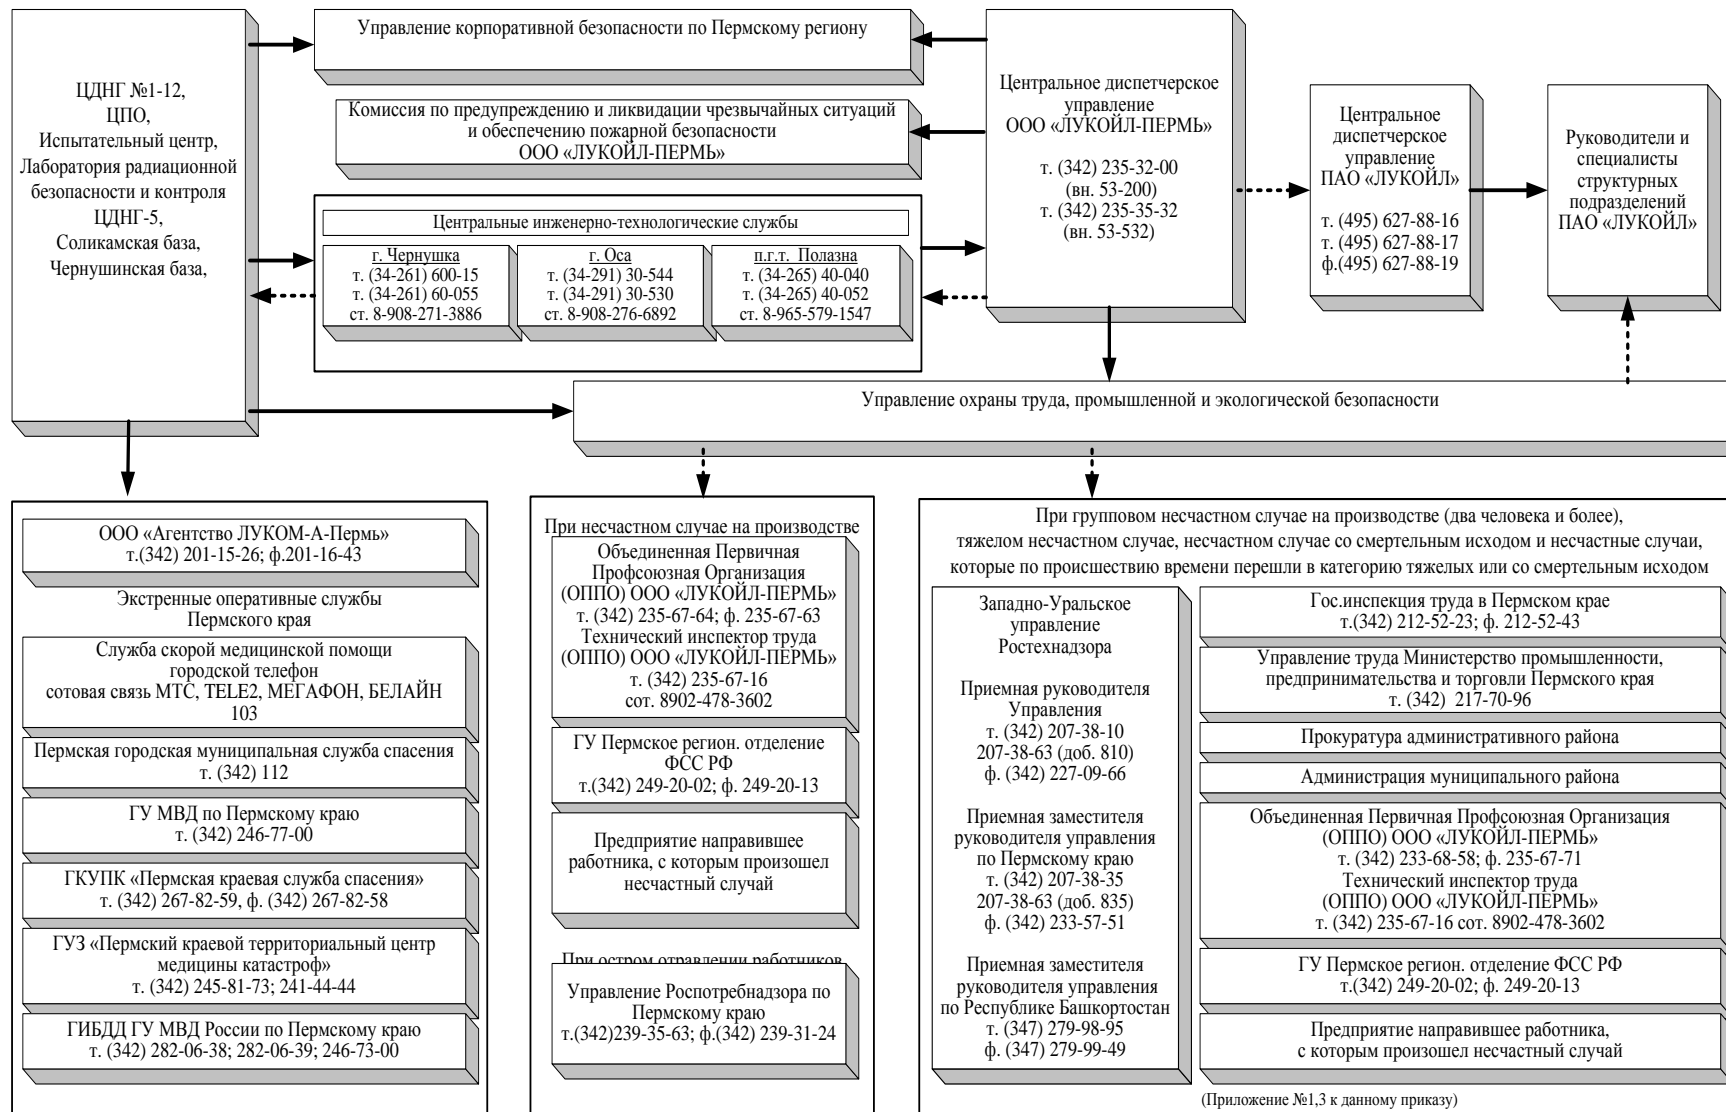 Управление корпоративной безопасности по Пермскому региону
ЦДНГ №1-12,
ЦПО,
Испытательный центр,
Лаборатория радиационной
безопасности и контроля
ЦДНГ-5,
Соликамская база,
Чернушинская база,
Комиссия по предупреждению и ликвидации чрезвычайных ситуаций
и обеспечению пожарной безопасности
ООО «ЛУКОЙЛ-ПЕРМЬ»
Центральные инженерно-технологические службы
г. Чернушка
т. (34-261) 600-15
т. (34-261) 60-055
ст. 8-908-271-3886
г. Оса
т. (34-291) 30-544
т. (34-291) 30-530
ст. 8-908-276-6892
п.г.т. Полазна
т. (34-265) 40-040
т. (34-265) 40-052
ст. 8-965-579-1547
Центральное диспетчерское
управление
ООО «ЛУКОЙЛ-ПЕРМЬ»
т. (342) 235-32-00
(вн. 53-200)
т. (342) 235-35-32
(вн. 53-532)
Центральное
диспетчерское
управление
ПАО «ЛУКОЙЛ»
т. (495) 627-88-16
т. (495) 627-88-17
ф.(495) 627-88-19
Руководители и
специалисты
структурных
подразделений
ПАО «ЛУКОЙЛ»
Управление охраны труда, промышленной и экологической безопасности
ООО «Агентство ЛУКОМ-А-Пермь»
т.(342) 201-15-26; ф.201-16-43
Экстренные оперативные службы
Пермского края
Служба скорой медицинской помощи
городской телефон
сотовая связь МТС, TELE2, МЕГАФОН, БЕЛАЙН
103
Пермская городская муниципальная служба спасения
т. (342) 112
ГУ МВД по Пермскому краю
т. (342) 246-77-00
ГКУПК «Пермская краевая служба спасения»
т. (342) 267-82-59, ф. (342) 267-82-58
ГУЗ «Пермский краевой территориальный центр
медицины катастроф»
т. (342) 245-81-73; 241-44-44
ГИБДД ГУ МВД России по Пермскому краю
т. (342) 282-06-38; 282-06-39; 246-73-00
При несчастном случае на производстве
Объединенная Первичная
Профсоюзная Организация
(ОППО) ООО «ЛУКОЙЛ-ПЕРМЬ»
т. (342) 235-67-64; ф. 235-67-63
Технический инспектор труда
(ОППО) ООО «ЛУКОЙЛ-ПЕРМЬ»
т. (342) 235-67-16
сот. 8902-478-3602
ГУ Пермское регион. отделение
ФСС РФ
т.(342) 249-20-02; ф. 249-20-13
Предприятие направившее
работника, с которым произошел
несчастный случай
При остром отравлении работников
Управление Роспотребнадзора по
Пермскому краю
т.(342)239-35-63; ф.(342) 239-31-24
При групповом несчастном случае на производстве (два человека и более),
тяжелом несчастном случае, несчастном случае со смертельным исходом и несчастные случаи,
которые по происшествию времени перешли в категорию тяжелых или со смертельным исходом
Западно-Уральское
управление
Ростехнадзора
Приемная руководителя
Управления
т. (342) 207-38-10
207-38-63 (доб. 810)
ф. (342) 227-09-66
Приемная заместителя
руководителя управления
по Пермскому краю
т. (342) 207-38-35
207-38-63 (доб. 835)
ф. (342) 233-57-51
Приемная заместителя
руководителя управления
по Республике Башкортостан
т. (347) 279-98-95
ф. (347) 279-99-49
Гос.инспекция труда в Пермском крае
т.(342) 212-52-23; ф. 212-52-43
Управление труда Министерство промышленности,
предпринимательства и торговли Пермского края
т. (342) 217-70-96
Прокуратура административного района
Администрация муниципального района
Объединенная Первичная Профсоюзная Организация
(ОППО) ООО «ЛУКОЙЛ-ПЕРМЬ»
т. (342) 233-68-58; ф. 235-67-71
Технический инспектор труда
(ОППО) ООО «ЛУКОЙЛ-ПЕРМЬ»
т. (342) 235-67-16 сот. 8902-478-3602
ГУ Пермское регион. отделение ФСС РФ
т.(342) 249-20-02; ф. 249-20-13
Предприятие направившее работника,
с которым произошел несчастный случай
(Приложение №1,3 к данному приказу)